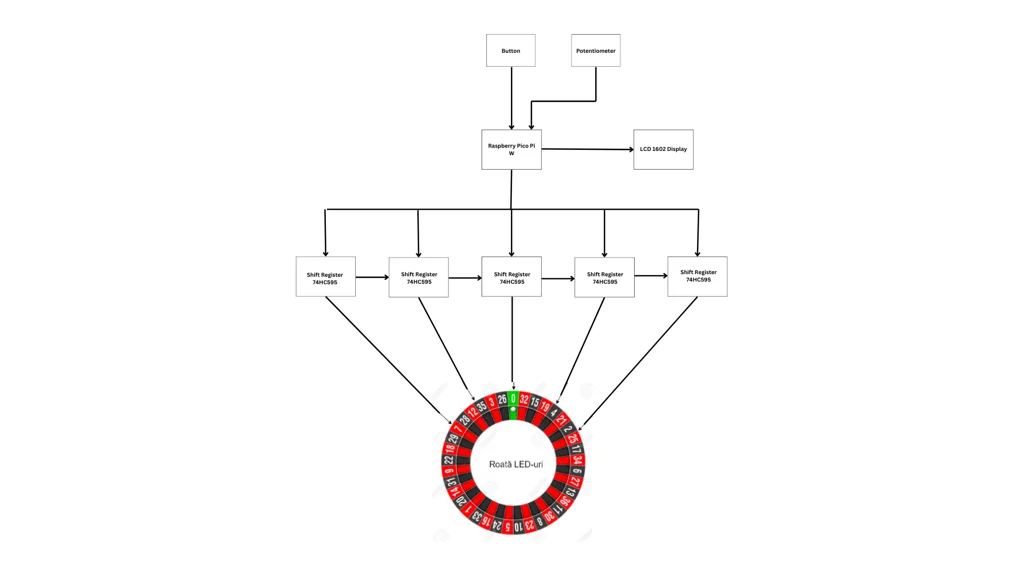 Button
Potentiometer
Raspberry Pico Pi
W
LCD 1602 Display
Shift Register
74HC595
Shift Register
74HC595
Shift Register
74HC595
Shift Register
74HC595
Shift Register
74HC595
0
32
15
19
4
21
2
25
17
34
6
27
13
36
11
30
8
23
10
5
24
16
33
1
20
14
31
9
22
18
29
7
28
12
35
3
26
Roată LED-uri